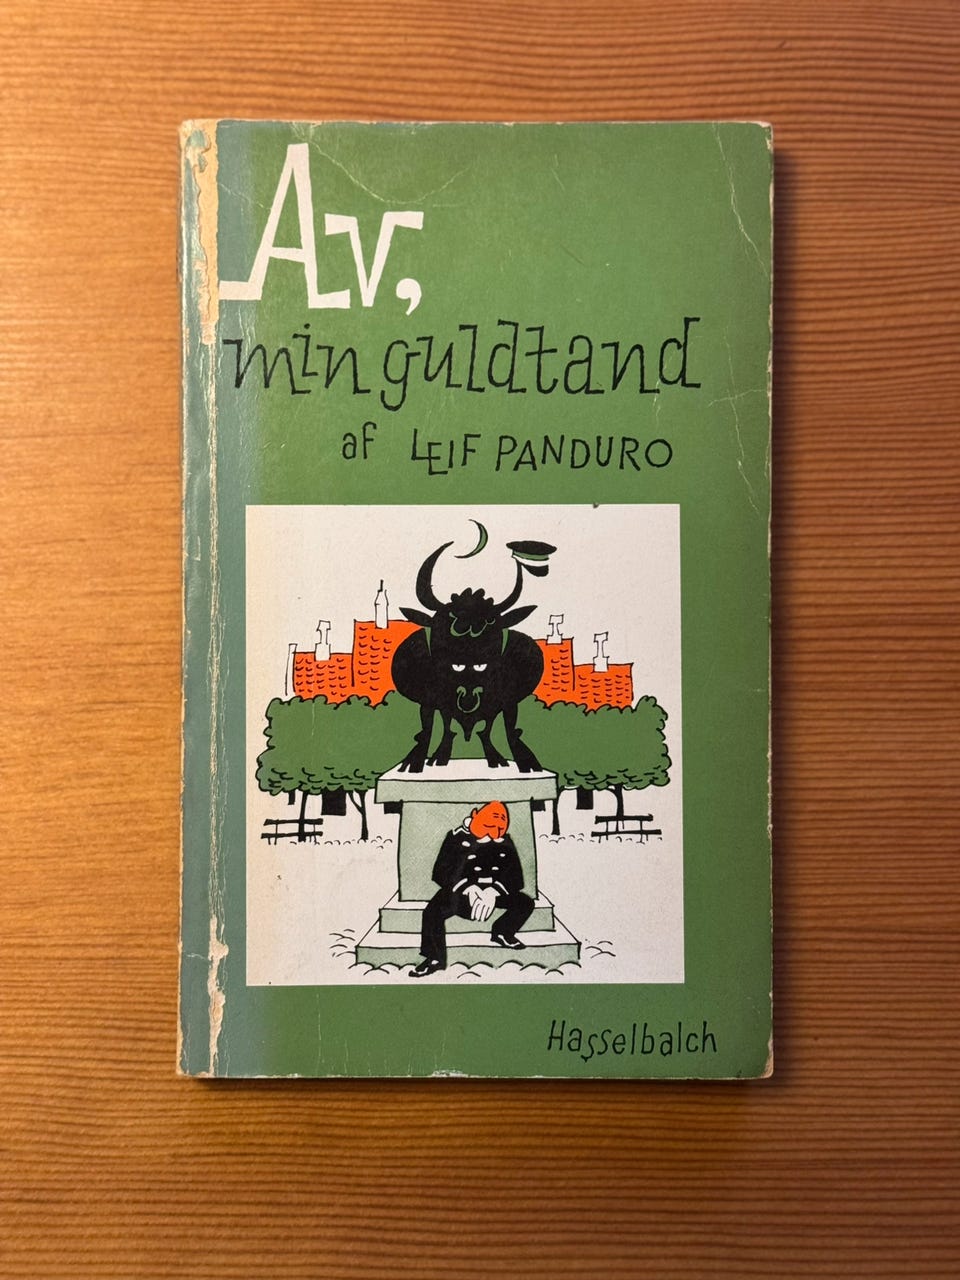 Av,
min guldtand
af LEIF PANDURO
Hasselbalch